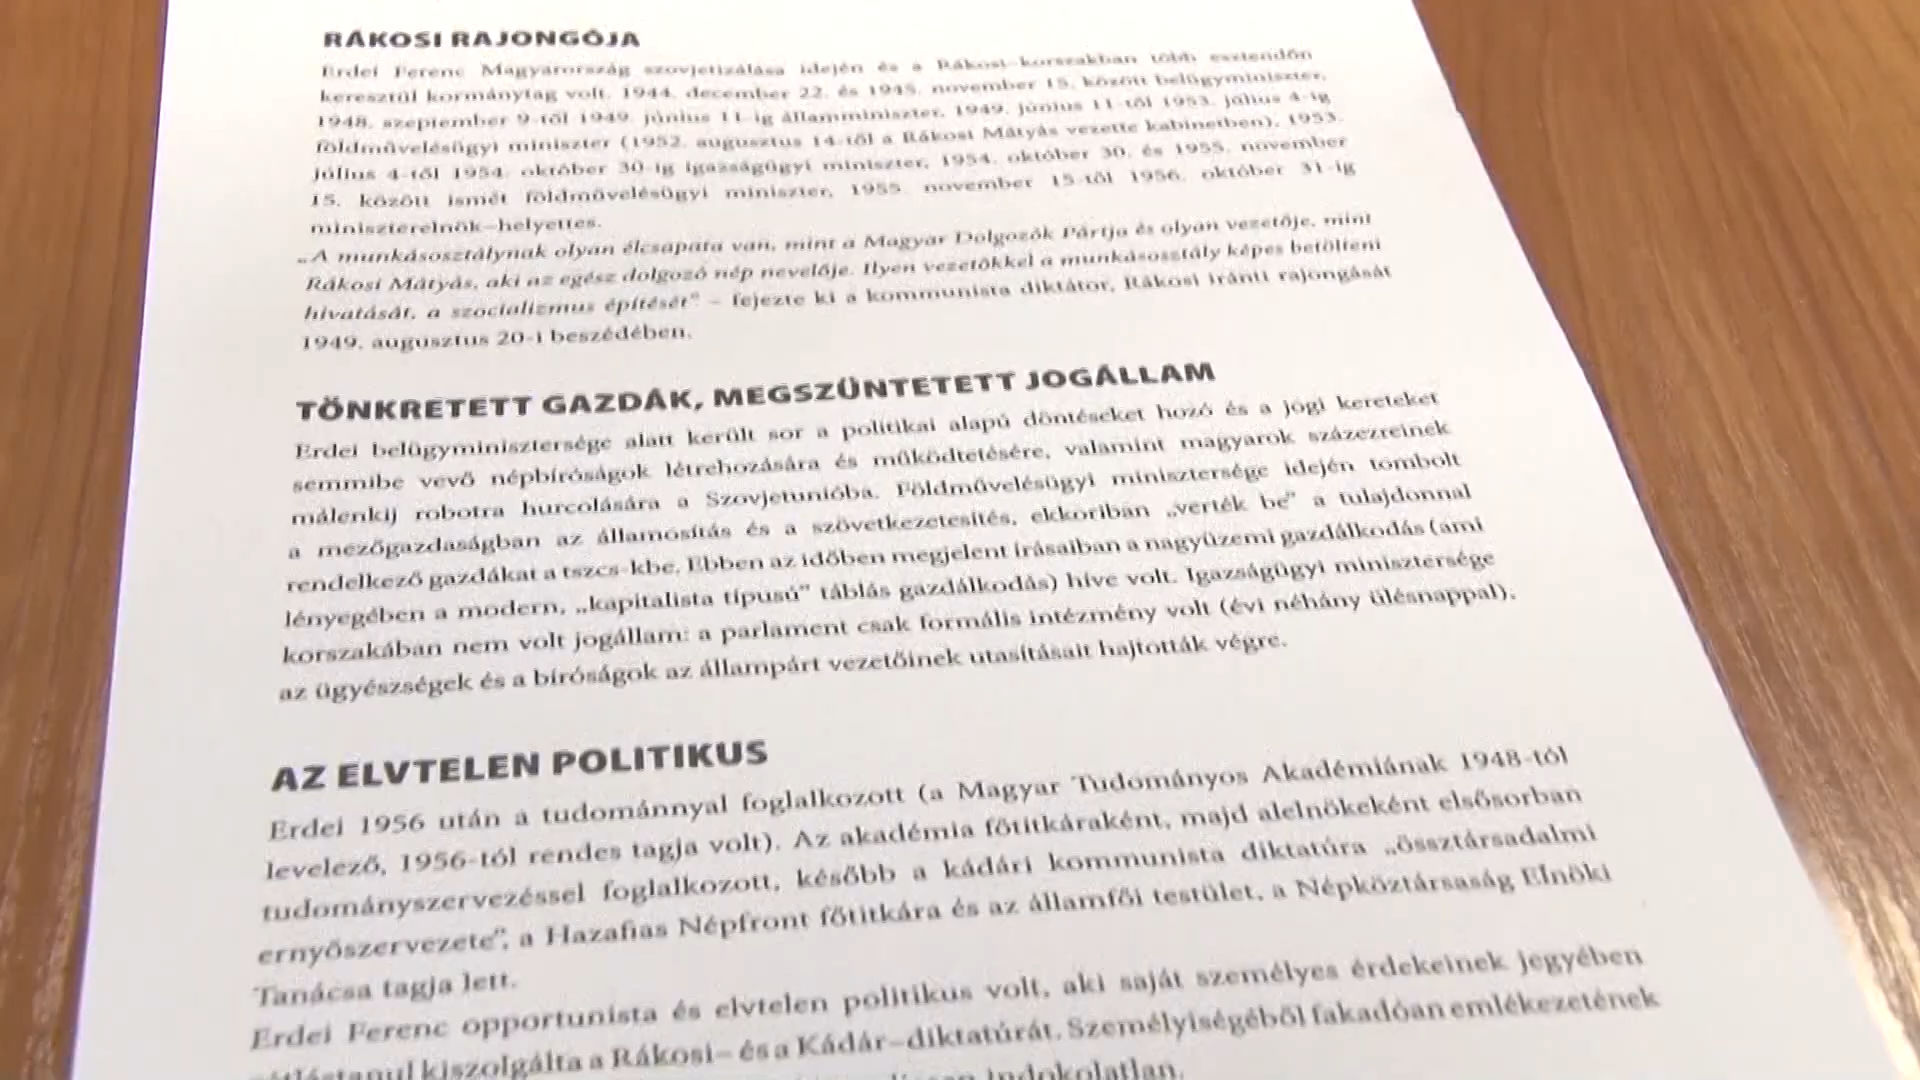 RÁKOSI RAJONGÓJA
Erdei Ferenc Magyarország szovjetizálása idején és a Rákosi-korszakban több esztendőn
keresztül kormánytag volt. 1944. december 22. és 1945. november 15. között belügyminiszter,
1948. szeptember 9-től 1949. június 11-ig államminiszter, 1949. június 11-től 1953. július 4-ig
földművelésügyi miniszter (1952. augusztus 14-től a Rákosi Mátyás vezette kabinetben), 1953.
július 4-től 1954. október 30-ig igazságügyi miniszter, 1954. október 30. és 1955. november
15. között ismét földművelésügyi miniszter, 1955. november 15-től 1956. október 31-ig
miniszterelnök–helyettes.
„A munkásosztálynak olyan élcsapata van, mint a Magyar Dolgozók Pártja és olyan vezetője, mint
Rákosi Mátyás, aki az egész dolgozó nép nevelője. Ilyen vezetőkkel a munkásosztály képes betölteni
hivatását, a szocializmus építését” – fejezte ki a kommunista diktátor, Rákosi iránti rajongását
1949. augusztus 20-i beszédében.
TÖNKRETETT GAZDÁK, MEGSZÜNTETETT JOGÁLLAM
Erdei belügyminisztersége alatt került sor a politikai alapú döntéseket hozó és a jogi kereteket
semmibe vevő népbíróságok létrehozására és működtetésére, valamint magyarok százezreinek
málenkij robotra hurcolására a Szovjetunióba. Földművelésügyi minisztersége idején tombolt
a mezőgazdaságban az államosítás és a szövetkezetesítés, ekkoriban „verték be” a tulajdonnal
rendelkező gazdákat a tszcs-kbe. Ebben az időben megjelent írásaiban a nagyüzemi gazdálkodás (ami
lényegében a modern, „kapitalista típusú” táblás gazdálkodás) híve volt. Igazságügyi minisztersége
korszakában nem volt jogállam: a parlament csak formális intézmény volt (évi néhány ülésnappal),
az ügyészségek és a bíróságok az állampárt vezetőinek utasításait hajtották végre.
AZ ELVTELEN POLITIKUS
Erdei 1956 után a tudománnyal foglalkozott (a Magyar Tudományos Akadémiának 1948-tól
levelező, 1956-tól rendes tagja volt). Az akadémia főtitkáraként, majd alelnökeként elsősorban
tudományszervezéssel foglalkozott, később a kádári kommunista diktatúra „össztársadalmi
ernyőszervezete”, a Hazafias Népfront főtitkára és az államfői testület, a Népköztársaság Elnöki
Tanácsa tagja lett.
Erdei Ferenc opportunista és elvtelen politikus volt, aki saját személyes érdekeinek jegyében
kiszolgálta a Rákosi– és a Kádár–diktatúrát. Személyiségéből fakadóan emlékezetének
indokolatlan.